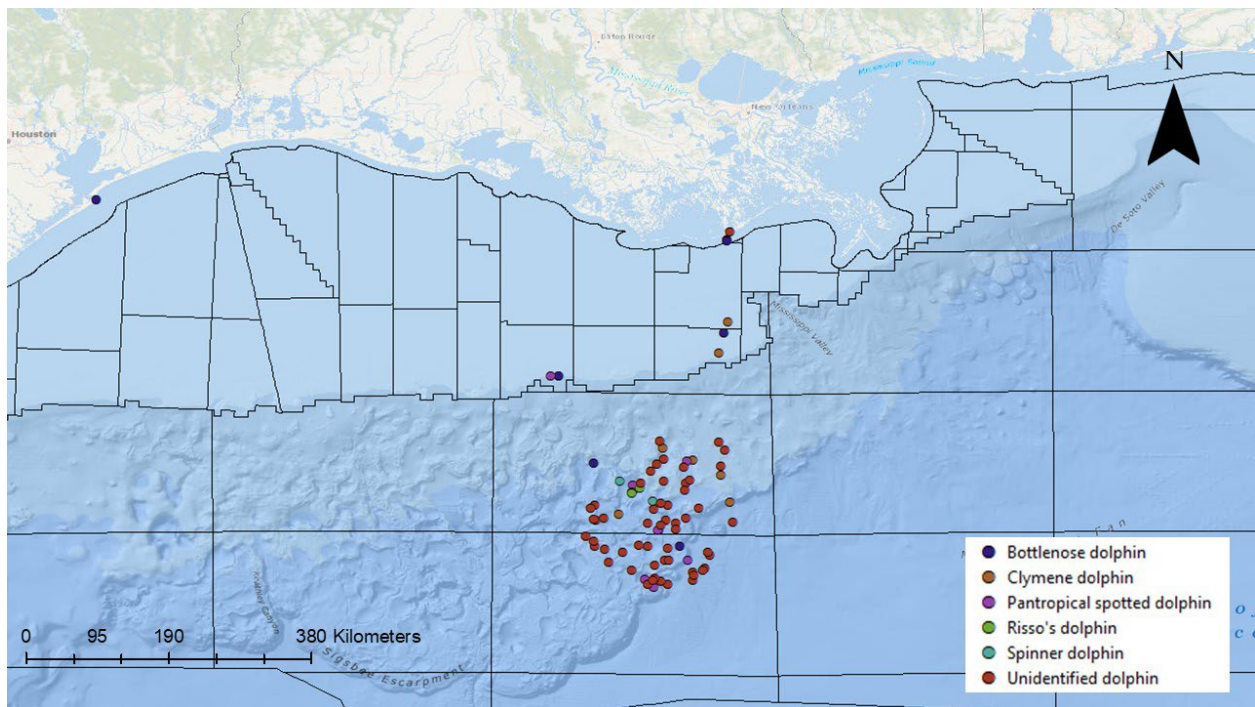 Baton Rouge
Mississippi River
New Orleans
Mississippi Sound
N
Houston
De Soto Valley
Mississippi Valley
0 95 190 380 Kilometers
Sigsbee Escarpment
Bottlenose dolphin
Clymene dolphin
Pantropical spotted dolphin
Risso's dolphin
Spinner dolphin
Unidentified dolphin